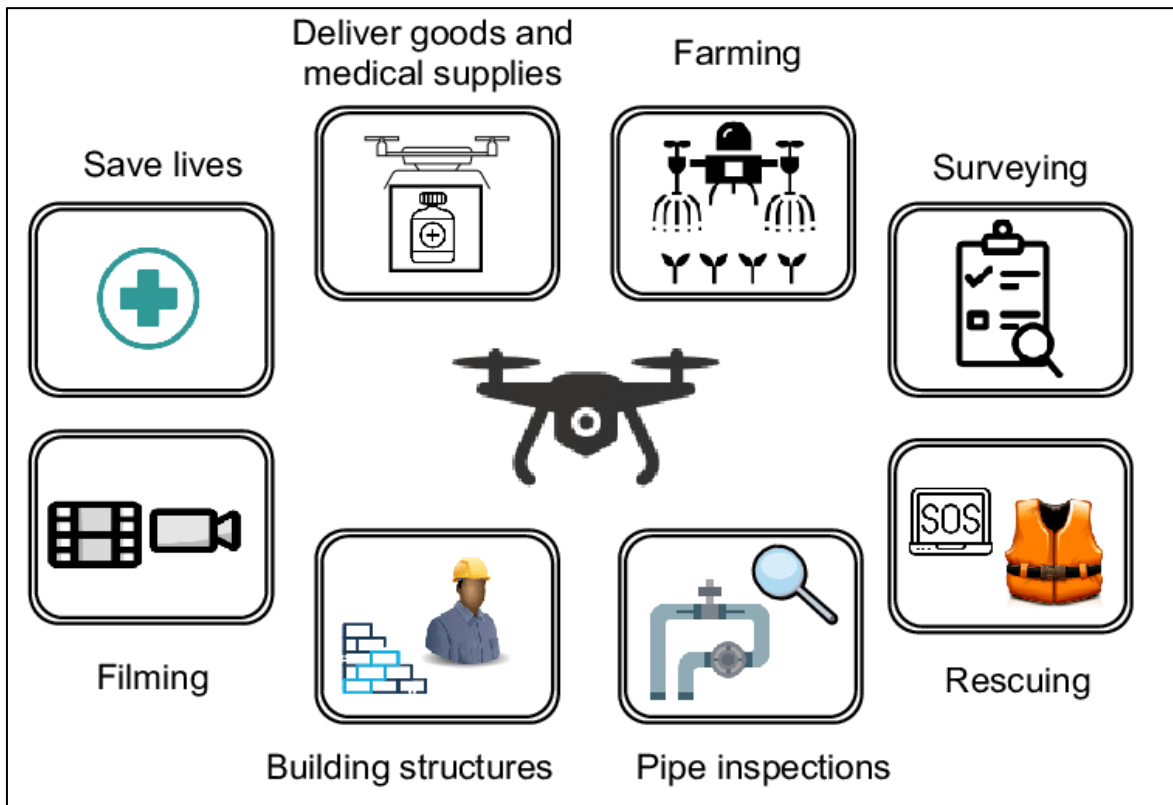 Deliver goods and
medical supplies
Farming
Save lives
Surveying
SOS
Filming
Rescuing
Building structures
Pipe inspections